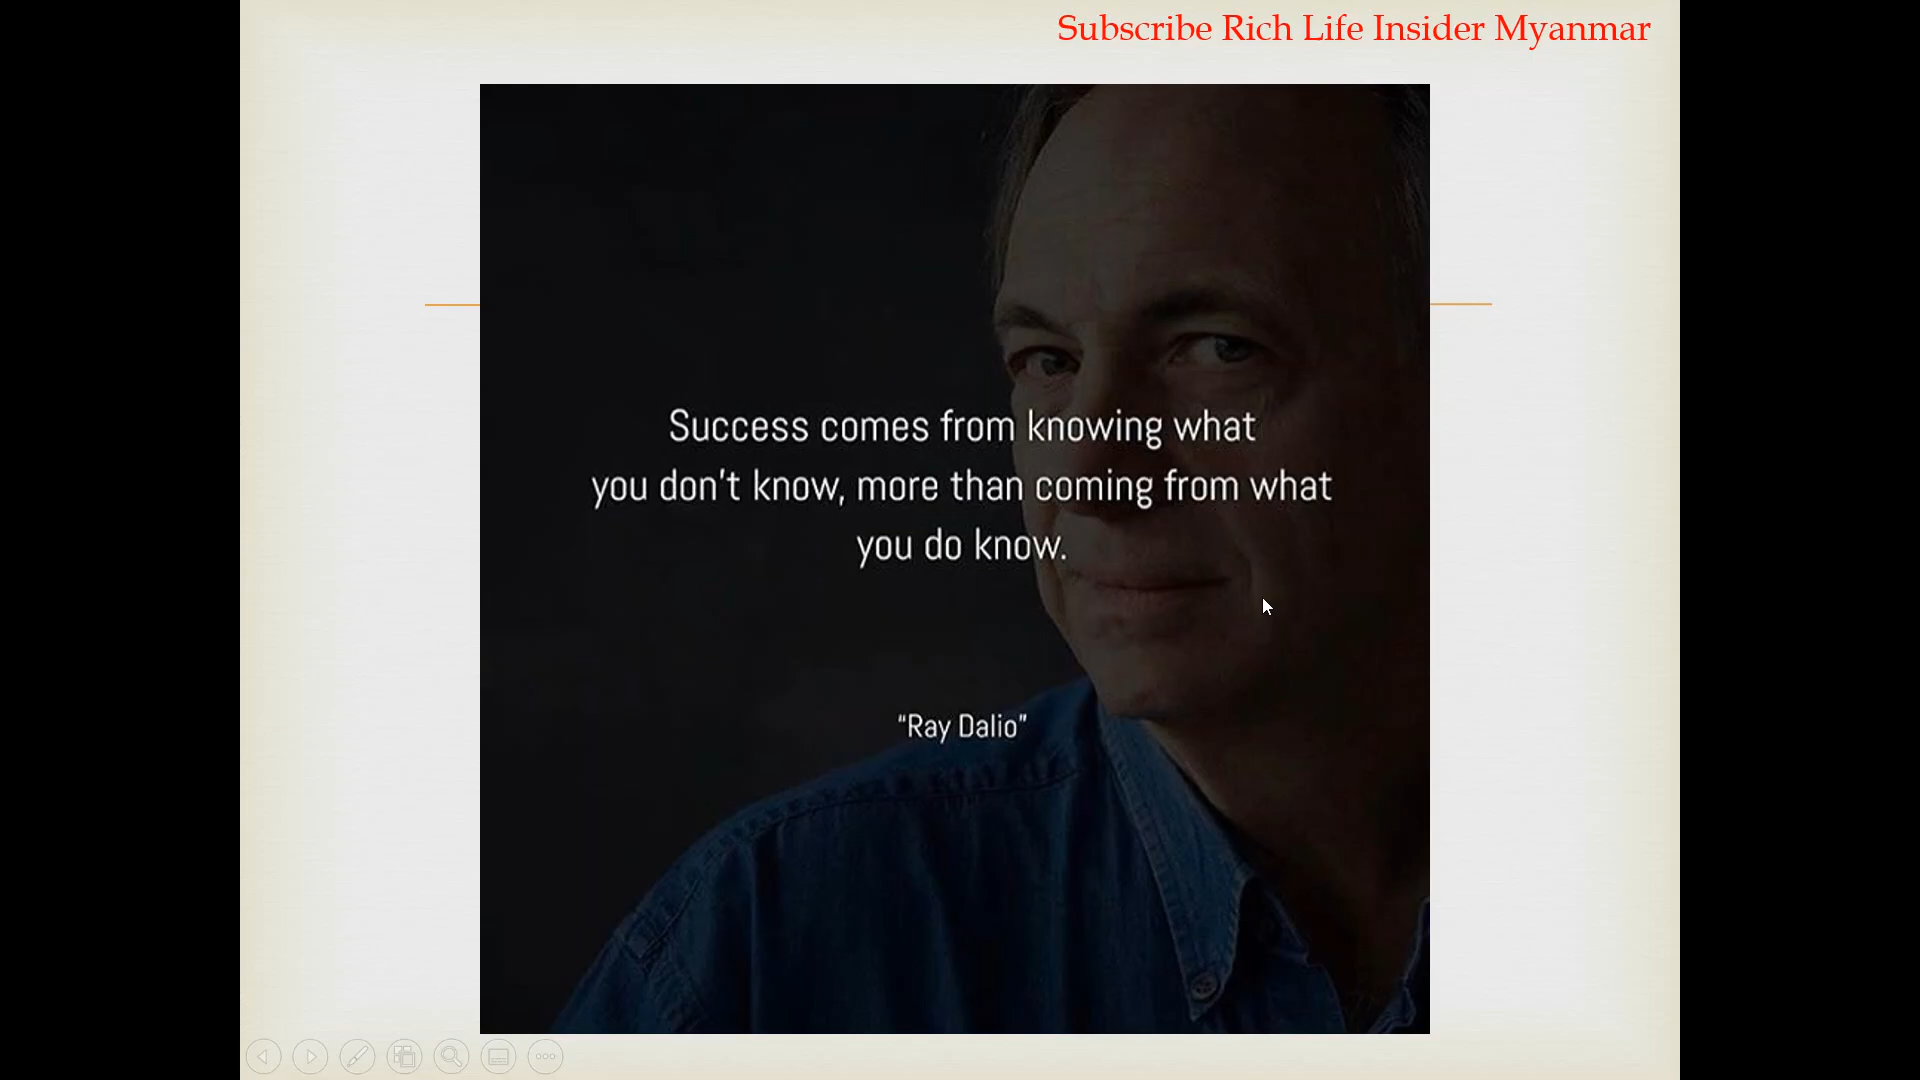 Subscribe Rich Life Insider Myanmar
Success comes from knowing what
you don't know, more than coming from what
you do know.
“Ray Dalio”